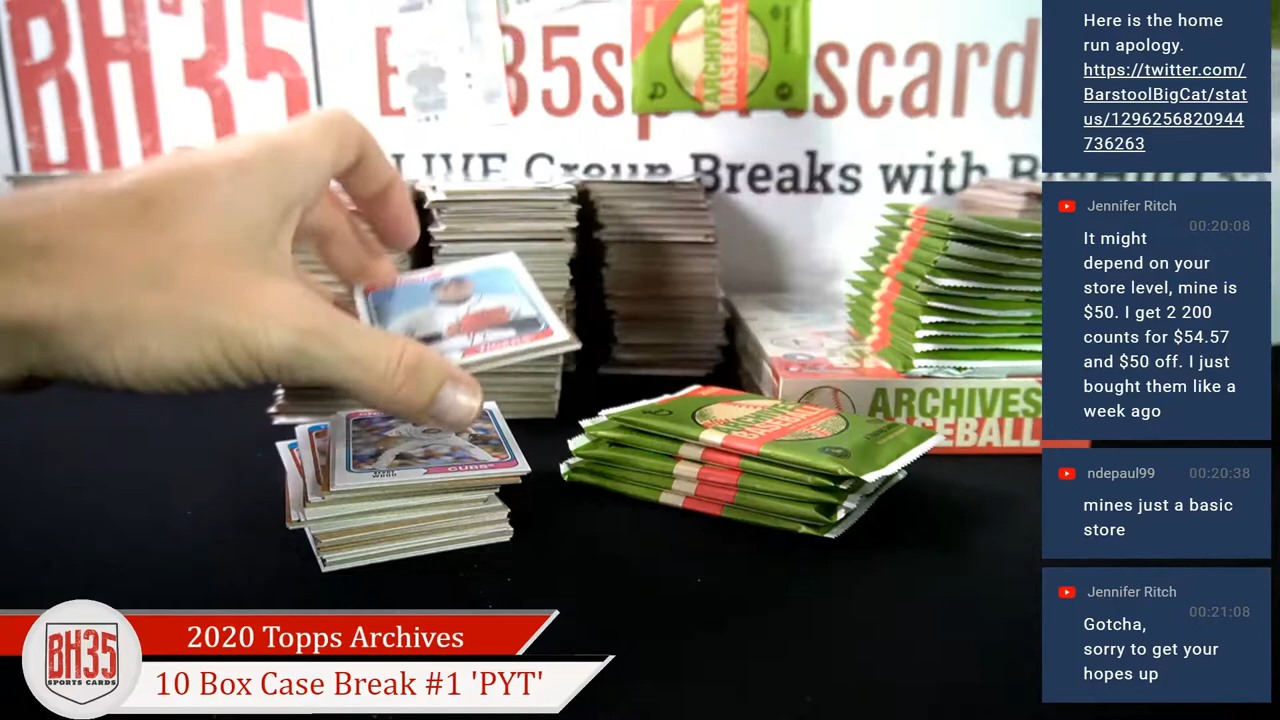 BH35
35sportscard
ARCHIVES
BASEBALL
LIVE Group Breaks with
ARCHIVES
BASEBALL
ARCHIVES
BASEBALL
CUBS
TIGERS
2020 Topps Archives
10 Box Case Break #1 'PYT'
BH35
SPORTS CARDS
Here is the home
run apology.
https://twitter.com/
BarstoolBigCat/stat
us/1296256820944
736263
Jennifer Ritch
00:20:08
It might
depend on your
store level, mine is
$50. I get 2 200
counts for $54.57
and $50 off. I just
bought them like a
week ago
ndepaul99
00:20:38
mines just a basic
store
Jennifer Ritch
00:21:08
Gotcha,
sorry to get your
hopes up